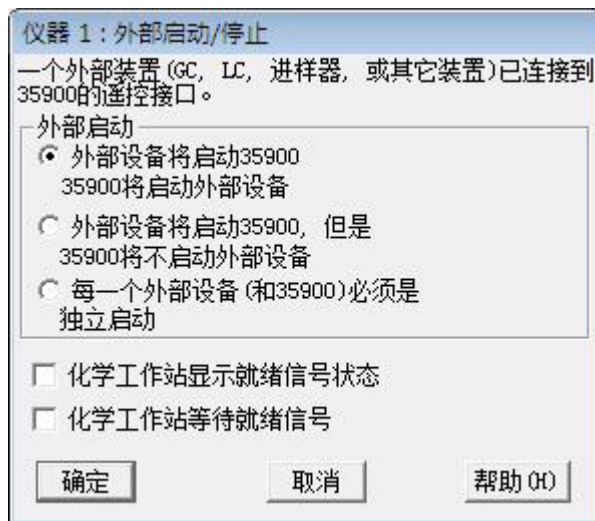 仪器 1：外部启动/停止
一个外部装置(GC, LC, 进样器, 或其它装置)已连接到
35900的遥控接口。
外部启动
外部设备将启动35900
35900将启动外部设备
外部设备将启动35900, 但是
35900将不启动外部设备
每一个外部设备(和35900)必须是
独立启动
化学工作站显示就绪信号状态
化学工作站等待就绪信号
确定
取消
帮助(H)